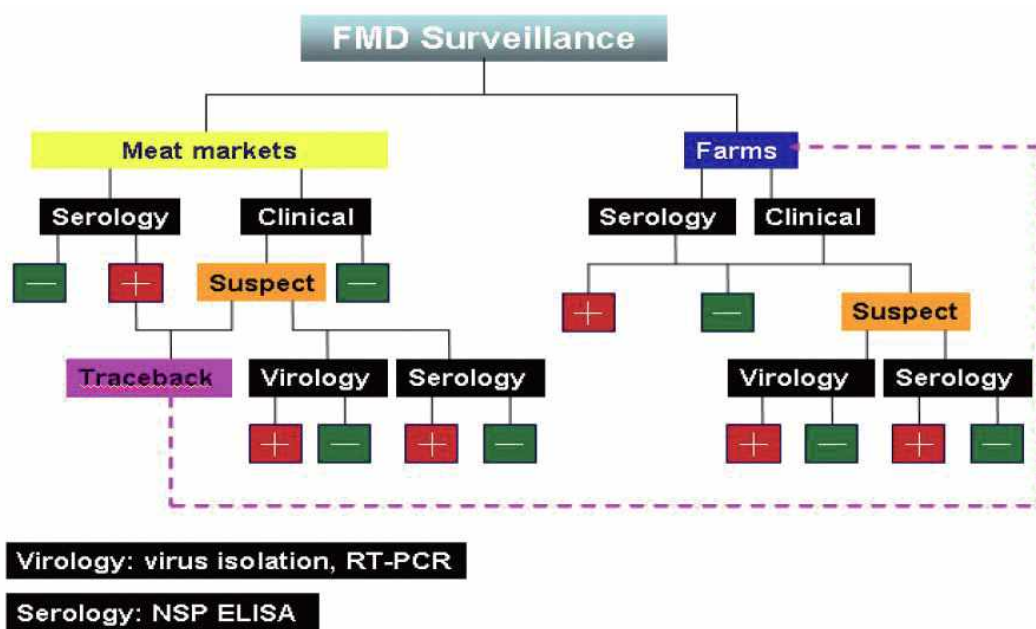 FMD Surveillance
Meat markets
Farms
Serology
Clinical
Serology
Clinical
Suspect
Suspect
Traceback
Virology
Serology
Virology
Serology
— + — + —
+ — + — + — + —
Virology: virus isolation, RT-PCR
Serology: NSP ELISA